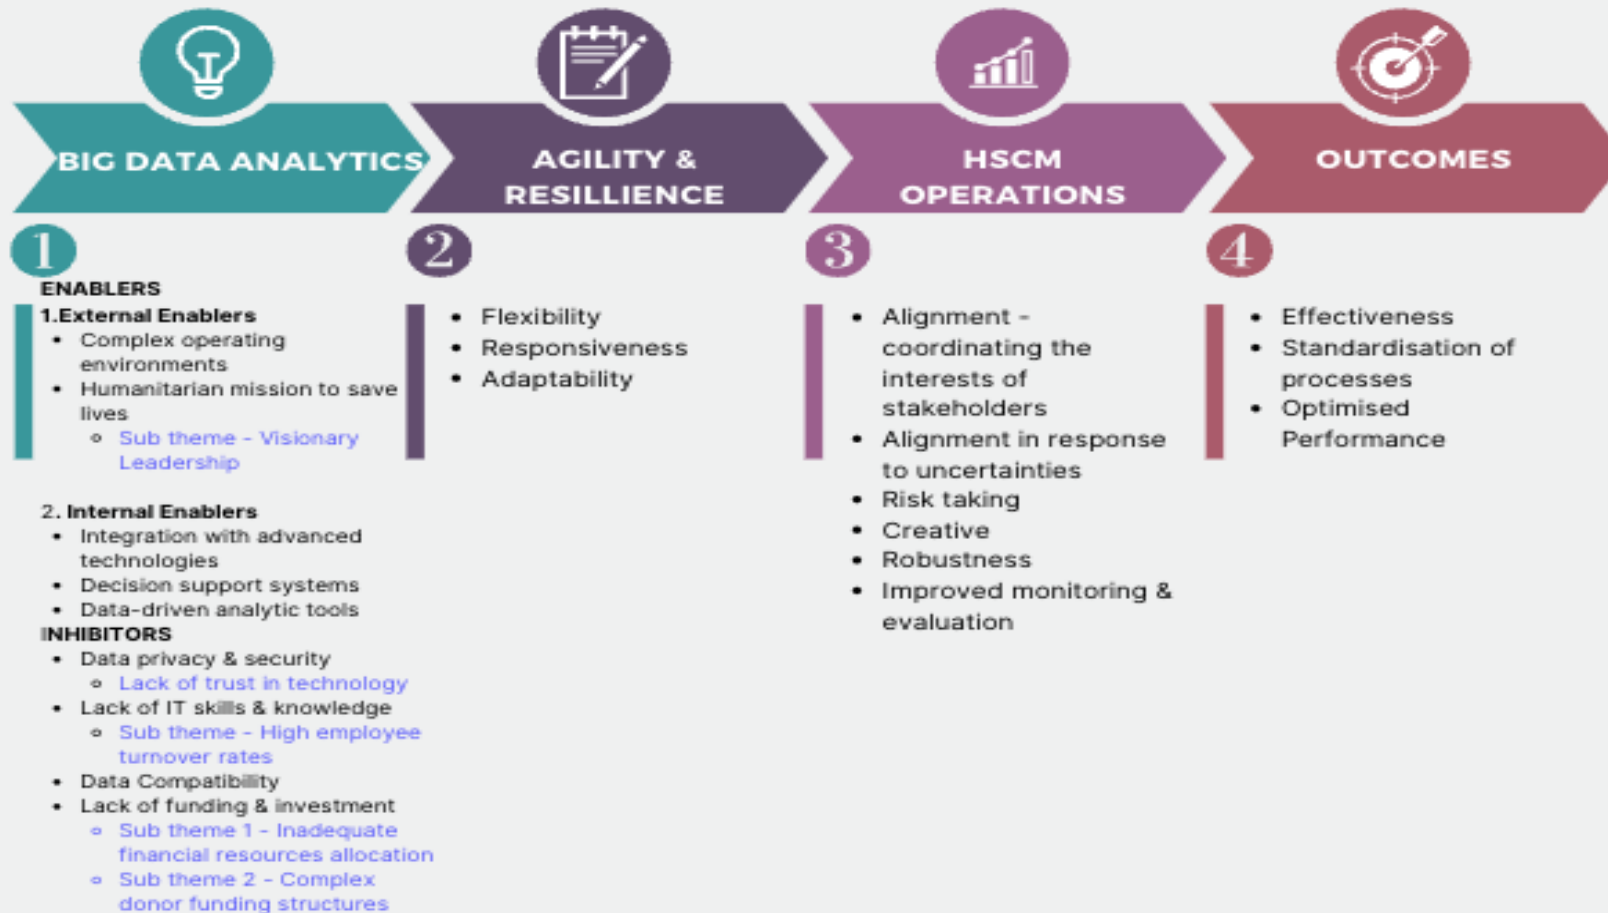 BIG DATA ANALYTICS
1
ENABLERS
1.External Enablers
• Complex operating
environments
• Humanitarian mission to save
lives
◦ Sub theme - Visionary
Leadership
2. Internal Enablers
• Integration with advanced
technologies
• Decision support systems
• Data-driven analytic tools
INHIBITORS
• Data privacy & security
◦ Lack of trust in technology
• Lack of IT skills & knowledge
◦ Sub theme - High employee
turnover rates
• Data Compatibility
• Lack of funding & investment
◦ Sub theme 1 - Inadequate
financial resources allocation
◦ Sub theme 2 - Complex
donor funding structures
AGILITY &
RESILLIENCE
2
• Flexibility
• Responsiveness
• Adaptability
HSCM
OPERATIONS
3
• Alignment -
coordinating the
interests of
stakeholders
• Alignment in response
to uncertainties
• Risk taking
• Creative
• Robustness
• Improved monitoring &
evaluation
OUTCOMES
4
• Effectiveness
• Standardisation of
processes
• Optimised
Performance